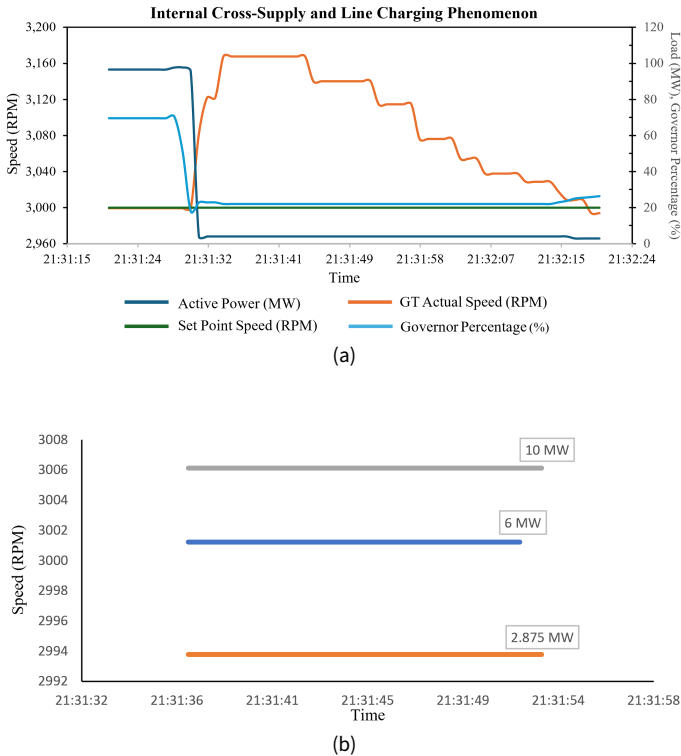 Internal Cross-Supply and Line Charging Phenomenon
3,200
3,160
3,120
3,080
3,040
3,000
2,960
Speed (RPM)
120
100
80
60
40
20
0
Load (MW), Governor Percentage (%)
21:31:15 21:31:24 21:31:32 21:31:41 21:31:49 21:31:58 21:32:07 21:32:15 21:32:24
Time
Active Power (MW) GT Actual Speed (RPM)
Set Point Speed (RPM) Governor Percentage (%)
(a)
3008
3006
3004
3002
3000
2998
2996
2994
2992
Speed (RPM)
10 MW
6 MW
2.875 MW
21:31:32 21:31:36 21:31:41 21:31:45 21:31:49 21:31:54 21:31:58
Time
(b)